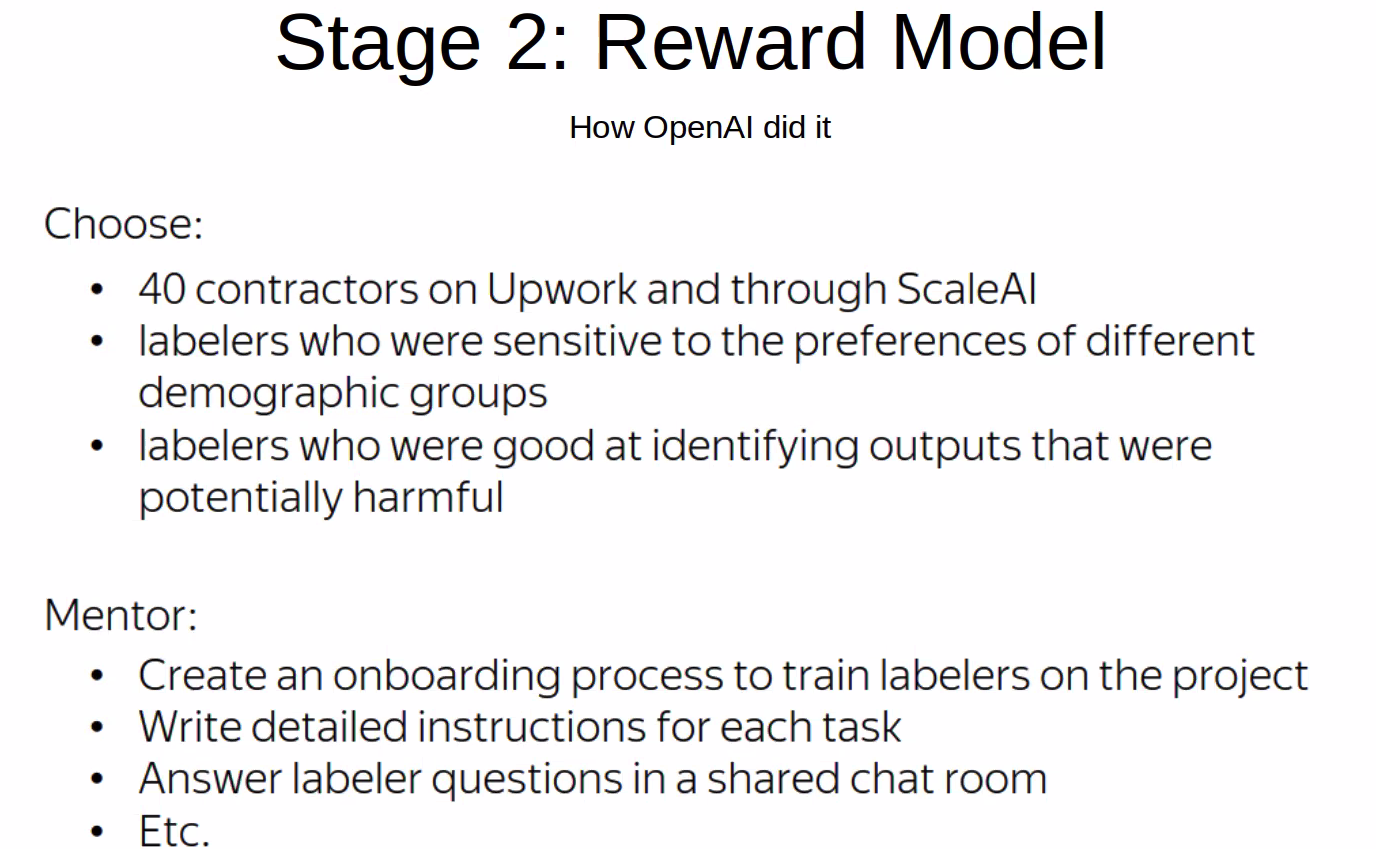 Stage 2: Reward Model
How OpenAI did it
Choose:
• 40 contractors on Upwork and through ScaleAI
• labelers who were sensitive to the preferences of different
demographic groups
• labelers who were good at identifying outputs that were
potentially harmful
Mentor:
• Create an onboarding process to train labelers on the project
• Write detailed instructions for each task
• Answer labeler questions in a shared chat room
• Etc.